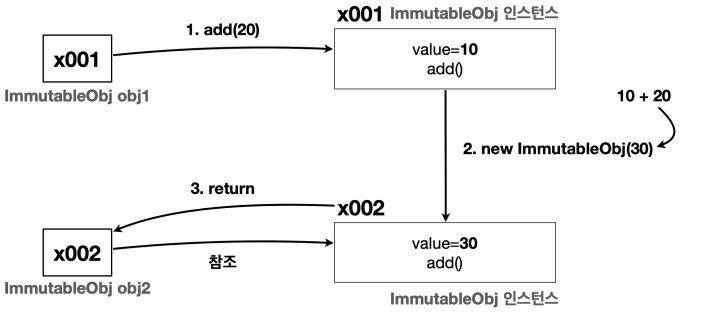 x001 ImmutableObj 인스턴스
1. add(20)
x001
value=10
add()
ImmutableObj obj1
10 + 20
2. new ImmutableObj(30)
3. return
x002
x002
value=30
add()
참조
ImmutableObj obj2
ImmutableObj 인스턴스